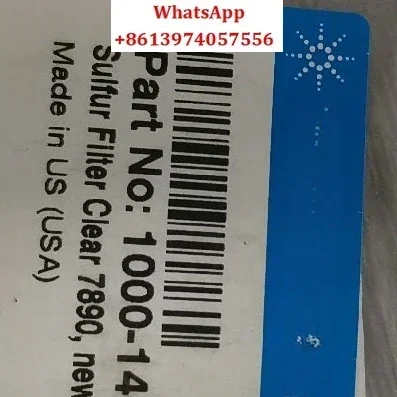 WhatsApp
+8613974057556
Part No: 1000-14
Sulfur Filter Clear 7890, new
Made in US (USA)